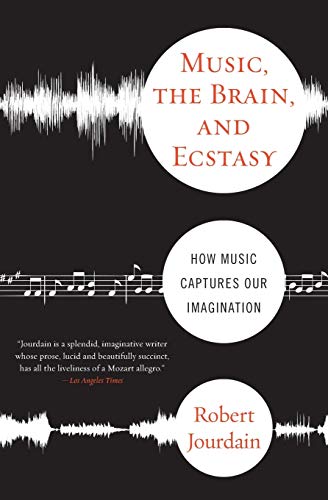 MUSIC,
THE BRAIN,
AND
ECSTASY
HOW MUSIC
CAPTURES OUR
IMAGINATION
"Jourdain is a splendid, imaginative writer
whose prose, lucid and beautifully succinct,
has all the liveliness of a Mozart allegro."
—Los Angeles Times
Robert
Jourdain